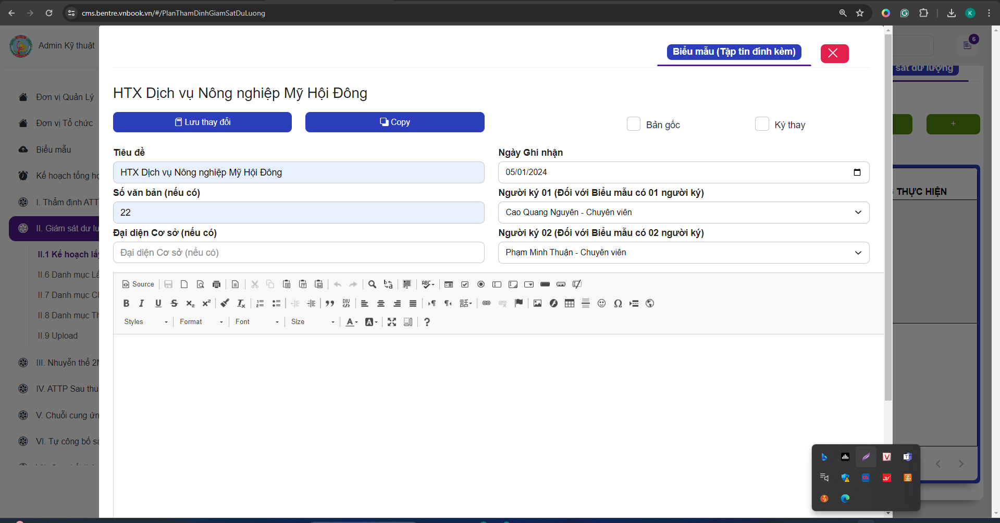 cms.bentre.vnbook.vn/#/PlanThamDinhGiamSatDuLuong
K
Admin Kỹ thuật
6
Biểu mẫu (Tập tin đính kèm)
sát dư lượng
HTX Dịch vụ Nông nghiệp Mỹ Hội Đông
Đơn vị Quản Lý
Đơn vị Tổ chức
Biểu mẫu
Kế hoạch tổng hợ
I. Thẩm định ATT
II. Giám sát dư lư
II.1 Kế hoạch lấy
II.6 Danh mục Lấ
II.7 Danh mục Ch
II.8 Danh mục Th
II.9 Upload
III. Nhuyễn thể 2M
IV. ATTP Sau thu
V. Chuỗi cung ứn
VI. Tự công bố sả
Lưu thay đổi
Copy
Bản gốc
Ký thay
+
Tiêu đề
HTX Dịch vụ Nông nghiệp Mỹ Hội Đông
Ngày Ghi nhận
05/01/2024
Số văn bản (nếu có)
22
Người ký 01 (Đối với Biểu mẫu có 01 người ký)
Cao Quang Nguyên - Chuyên viên
THỰC HIỆN
Đại diện Cơ sở (nếu có)
Đại diện Cơ sở (nếu có)
Người ký 02 (Đối với Biểu mẫu có 02 người ký)
Phạm Minh Thuận - Chuyên viên
Source
Styles
Format
Font
Size